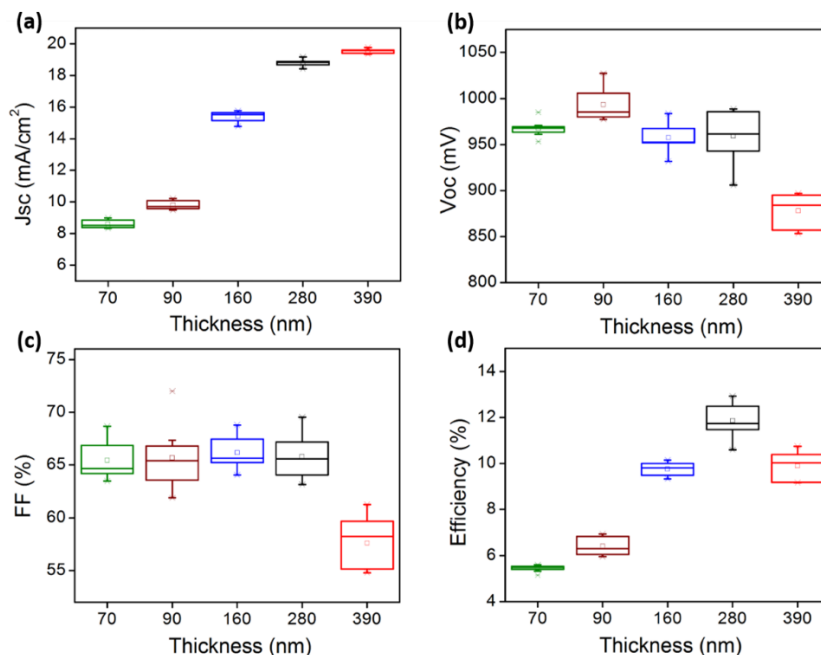 (a)
20
18
16
14
12
10
8
6
Jsc (mA/cm²)
70 90 160 280 390
Thickness (nm)
(b)
1050
1000
950
900
850
800
Voc (mV)
70 90 160 280 390
Thickness (nm)
(c)
75
70
65
60
55
FF (%)
70 90 160 280 390
Thickness (nm)
(d)
12
10
8
6
4
Efficiency (%)
70 90 160 280 390
Thickness (nm)